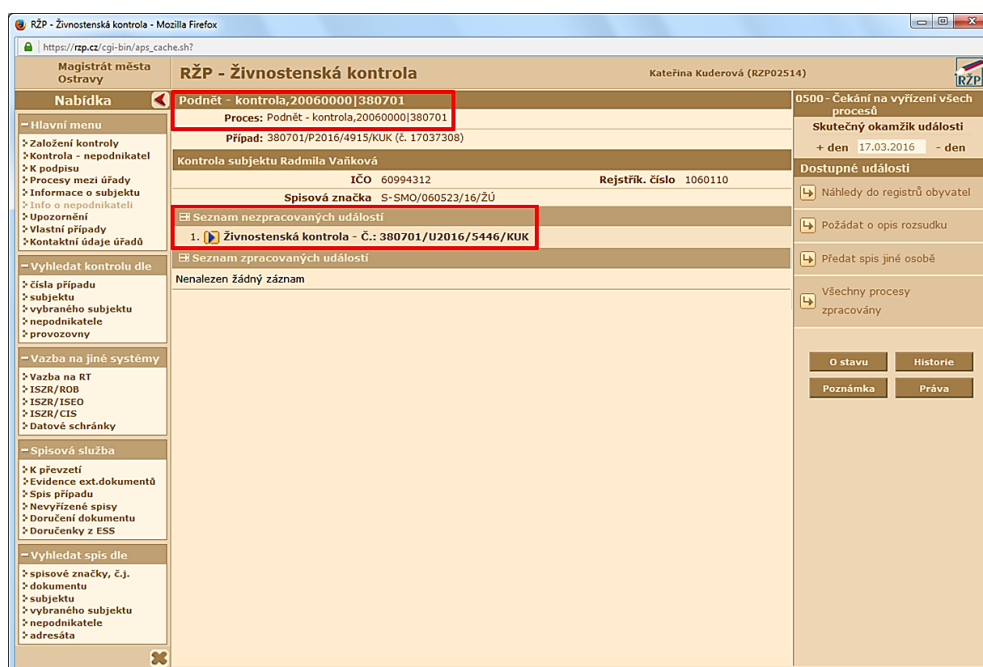 RŽP - Živnostenská kontrola - Mozilla Firefox
https://rzp.cz/cgi-bin/aps_cache.sh?
Magistrát města
Ostravy
RŽP - Živnostenská kontrola
Kateřina Kuderová (RZP02514)
RŽP
Nabídka
Hlavní menu
Založení kontroly
Kontrola - nepodnikatel
K podpisu
Procesy mezi úřady
Informace o subjektu
Info o nepodnikateli
Upozornění
Vlastní případy
Kontaktní údaje úřadů
Vyhledat kontrolu dle
čísla případu
subjektu
vybraného subjektu
nepodnikatele
provozovny
Vazba na jiné systémy
Vazba na RT
ISZR/ROB
ISZR/ISEO
ISZR/CIS
Datové schránky
Spisová služba
K převzetí
Evidence ext.dokumentů
Spis případu
Nevyřízené spisy
Doručení dokumentu
Doručenky z ESS
Vyhledat spis dle
spisové značky, č.j.
dokumentu
subjektu
vybraného subjektu
nepodnikatele
adresáta
Podnět - kontrola,20060000|380701
Proces: Podnět - kontrola,20060000|380701
Případ: 380701/P2016/4915/KUK (č. 17037308)
Kontrola subjektu Radmila Vaňková
IČO 60994312 Rejstřík. číslo 1060110
Spisová značka S-SMO/060523/16/ŽÚ
Seznam nezpracovaných událostí
1. Živnostenská kontrola - Č.: 380701/U2016/5446/KUK
Seznam zpracovaných událostí
Nenalezen žádný záznam
0500 - Čekání na vyřízení všech
procesů
Skutečný okamžik události
+ den 17.03.2016 - den
Dostupné události
Náhledy do registrů obyvatel
Požádat o opis rozsudku
Předat spis jiné osobě
Všechny procesy
zpracovány
O stavu Historie
Poznámka Práva